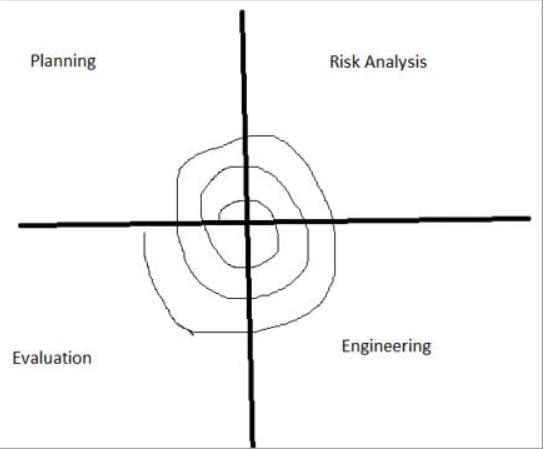 Planning
Risk Analysis
Evaluation
Engineering